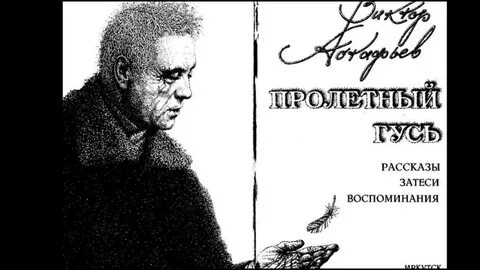 Виктор
Астафьев
ПРОЛЕТНЫЙ
ГУСЬ
РАССКАЗЫ
ЗАТЕСИ
ВОСПОМИНАНИЯ
ИРКУТСК